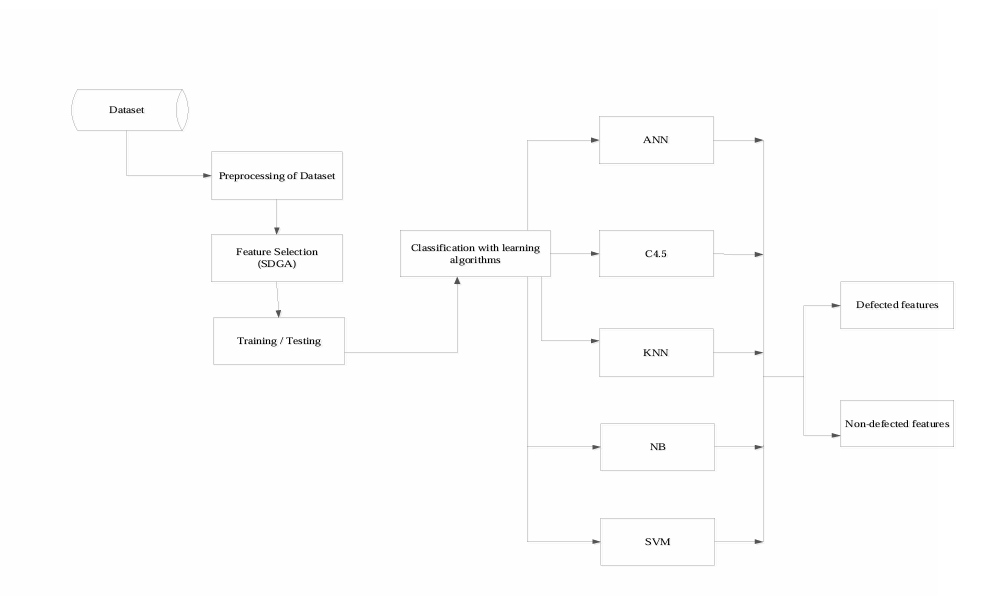 Dataset
Preprocessing of Dataset
Feature Selection
(SDGA)
Training / Testing
Classification with learning
algorithms
ANN
C4.5
KNN
NB
SVM
Defected features
Non-defected features